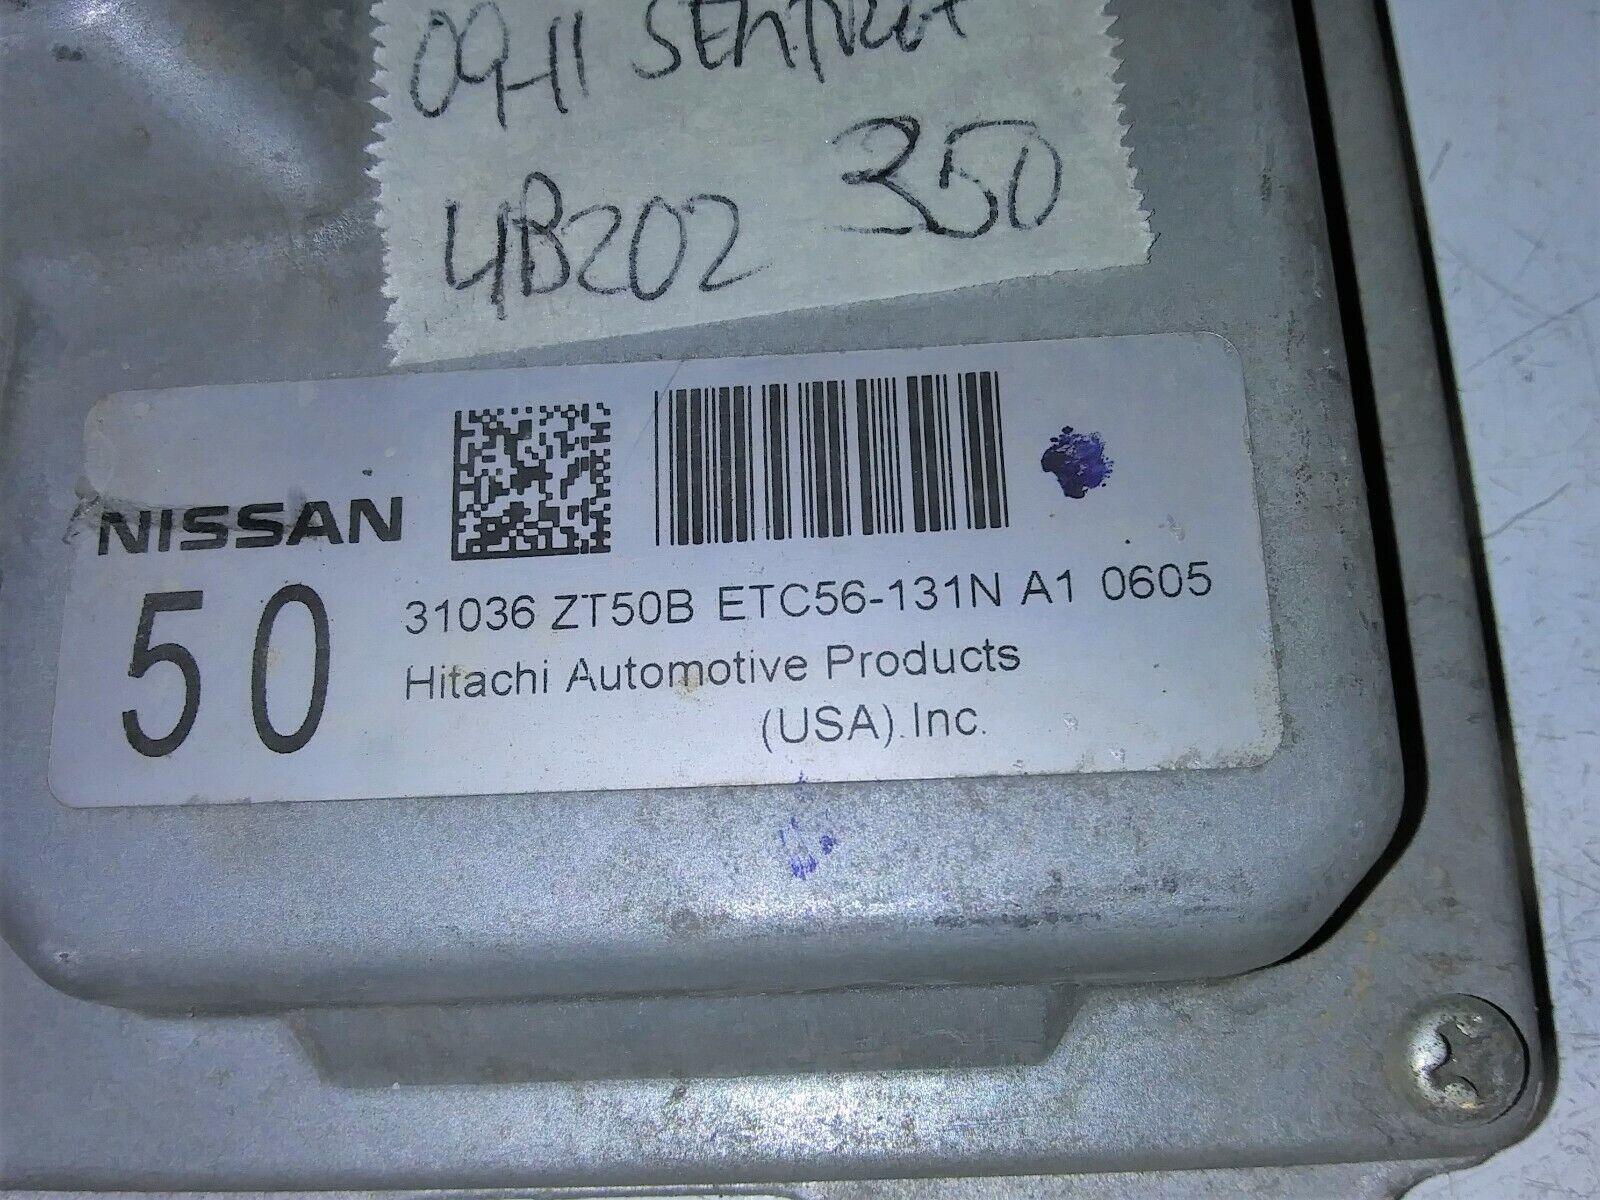 09-11 SENTRA
4B202 350
NISSAN
50
31036 ZT50B ETC56-131N A1 0605
Hitachi Automotive Products
(USA).Inc.